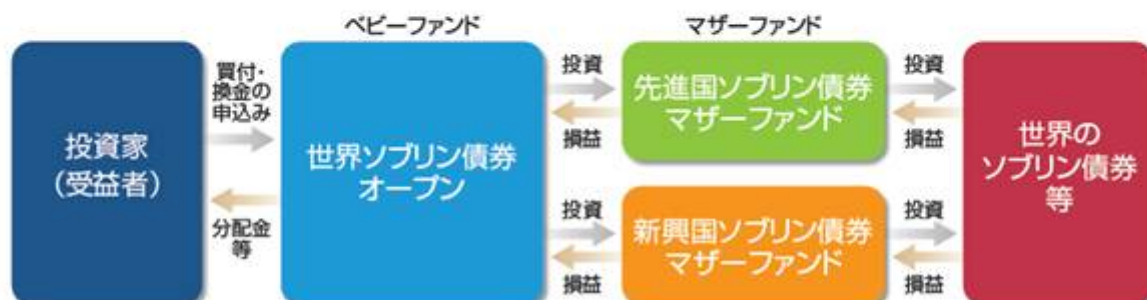 ベビーファンド
マザーファンド
投資家
（受益者）
買付・
換金の
申込み
分配金
等
世界ソブリン債券
オープン
投資
損益
先進国ソブリン債券
マザーファンド
投資
損益
投資
損益
新興国ソブリン債券
マザーファンド
投資
損益
世界の
ソブリン債券
等